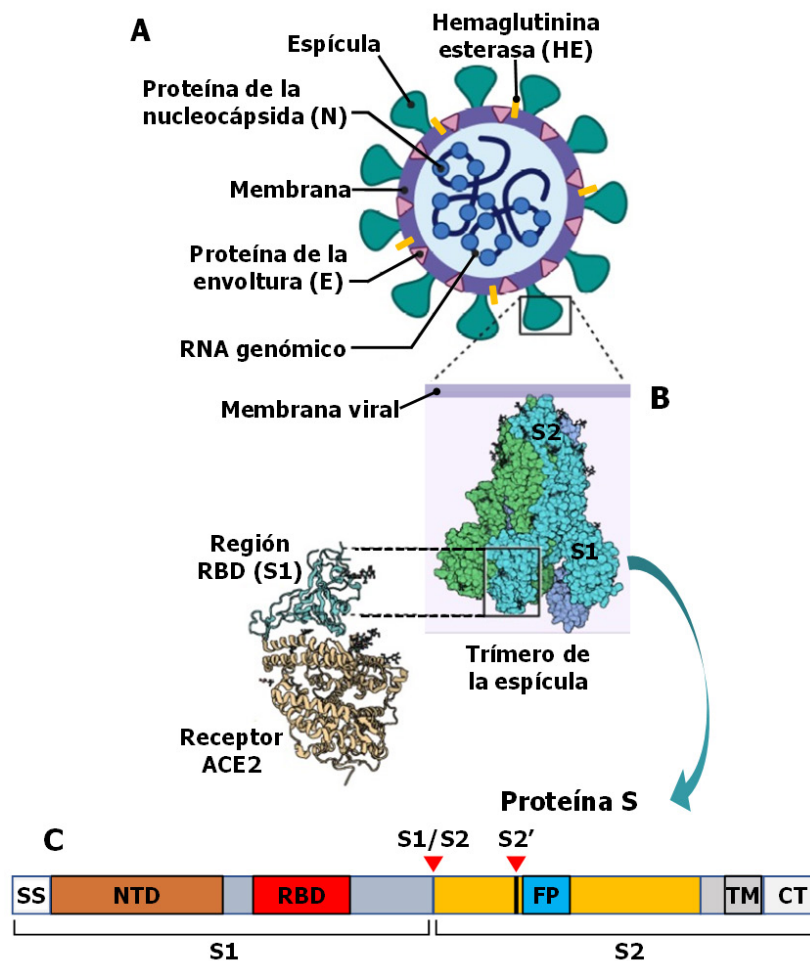 A
Espícula
Hemaglutinina
esterasa (HE)
Proteína de la
nucleocápsida (N)
Membrana
Proteína de la
envoltura (E)
RNA genómico
Membrana viral
B
S2
S1
Región
RBD (S1)
Trímero de
la espícula
Receptor
ACE2
Proteína S
C
S1/S2
S2’
SS
NTD
RBD
FP
TM
CT
S1
S2